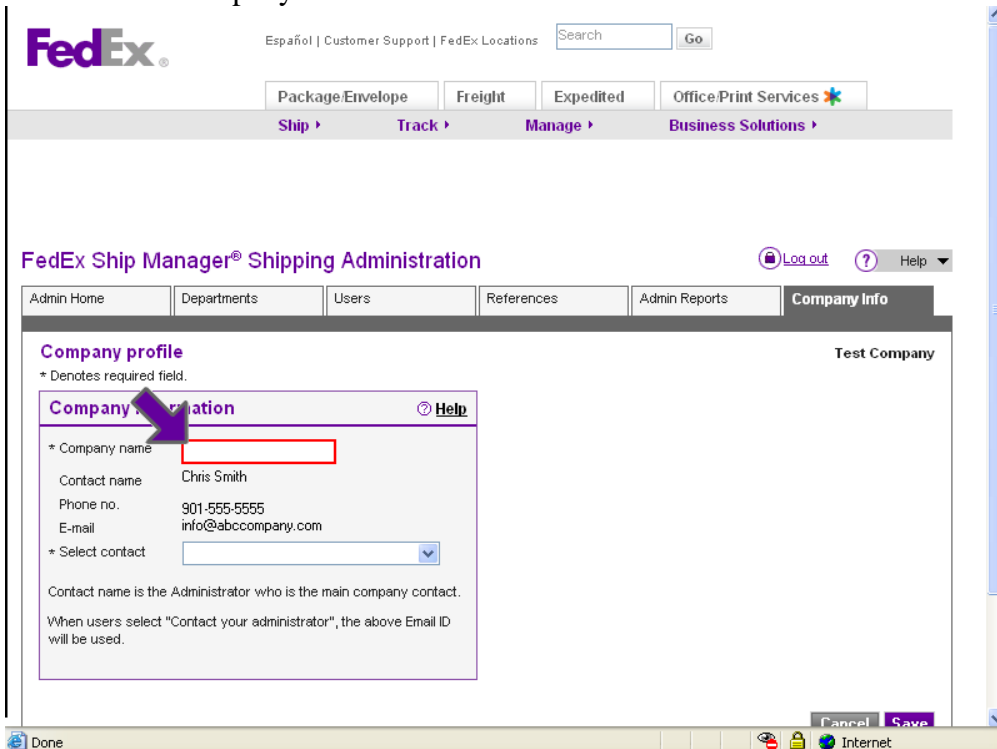 FedEx®
Español | Customer Support | FedEx Locations Search Go
Package/Envelope Freight Expedited Office/Print Services
Ship Track Manage Business Solutions
FedEx Ship Manager® Shipping Administration Log out ? Help
Admin Home Departments Users References Admin Reports Company Info
Company profile Test Company
* Denotes required field.
Company rmation ? Help
* Company name
Contact name Chris Smith
Phone no. 901-555-5555
E-mail info@abccompany.com
* Select contact
Contact name is the Administrator who is the main company contact.
When users select "Contact your administrator", the above Email ID
will be used.
Cancel Save
Done Internet